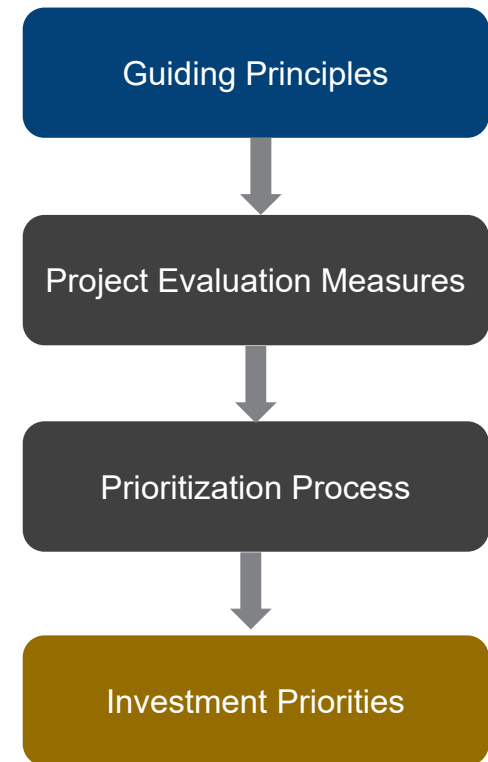 Guiding Principles
Project Evaluation Measures
Prioritization Process
Investment Priorities